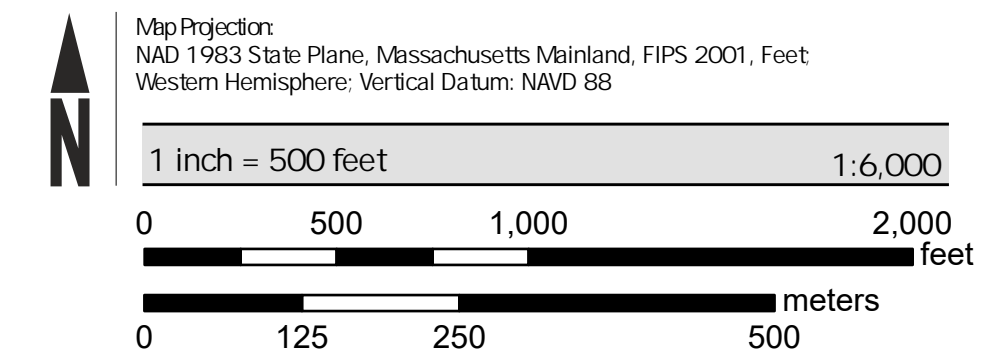 N
Map Projection:
NAD 1983 State Plane, Massachusetts Mainland, FIPS 2001, Feet;
Western Hemisphere; Vertical Datum: NAVD 88
1 inch = 500 feet 1:6,000
0 500 1,000 2,000
feet
meters
0 125 250 500